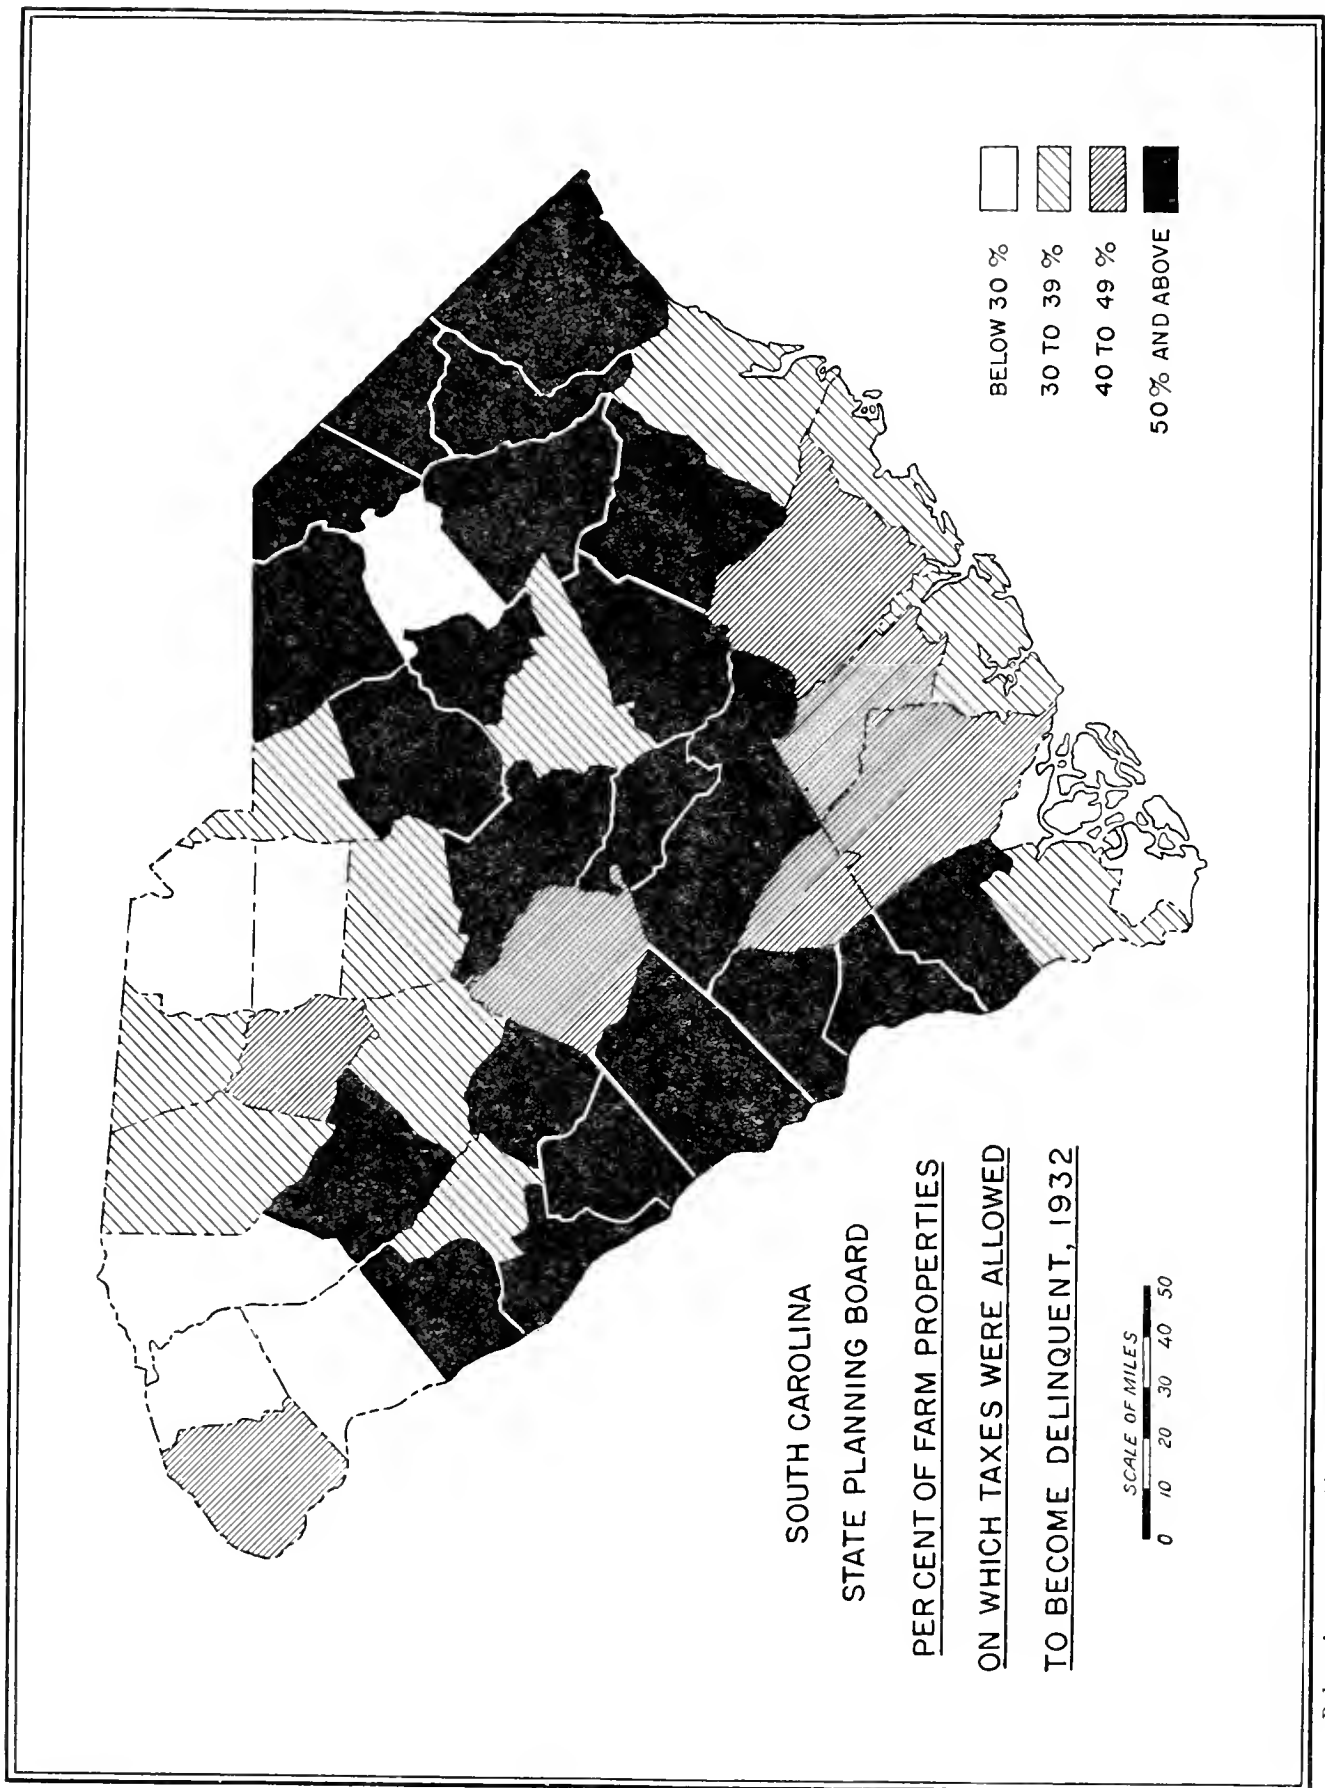 SOUTH CAROLINA
STATE PLANNING BOARD
PER CENT OF FARM PROPERTIES
ON WHICH TAXES WERE ALLOWED
TO BECOME DELINQUENT, 1932
SCALE OF MILES
0 10 20 30 40 50
BELOW 30 %
30 TO 39 %
40 TO 49 %
50% AND ABOVE